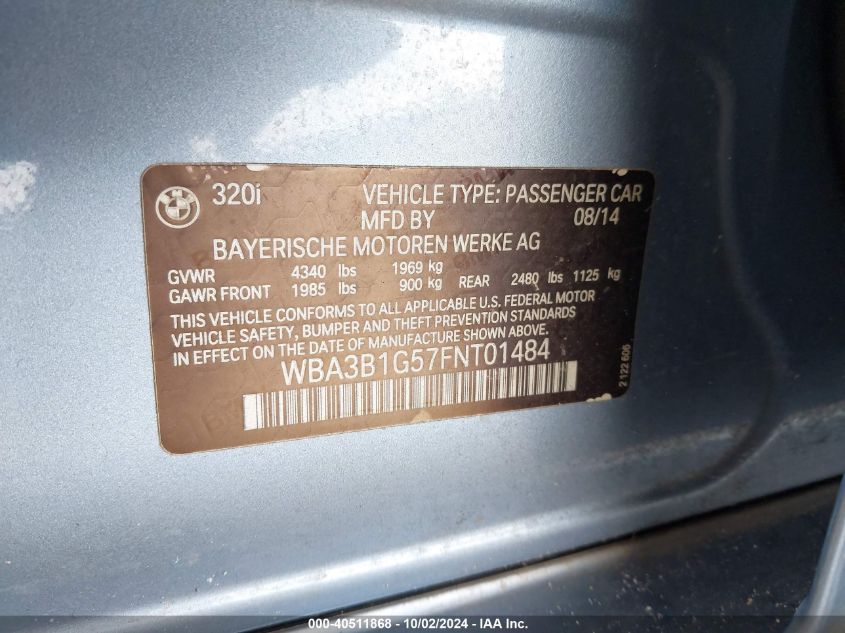 320i VEHICLE TYPE: PASSENGER CAR
MFD BY 08/14
BAYERISCHE MOTOREN WERKE AG
GVWR 4340 lbs 1969 kg
GAWR FRONT 1985 lbs 900 kg REAR 2480 lbs 1125 kg
THIS VEHICLE CONFORMS TO ALL APPLICABLE U.S. FEDERAL MOTOR
VEHICLE SAFETY, BUMPER AND THEFT PREVENTION STANDARDS
IN EFFECT ON THE DATE OF MANUFACTURE SHOWN ABOVE.
WBA3B1G57FNT01484
2 122 606
000-40511868 - 10/02/2024 - IAA Inc.